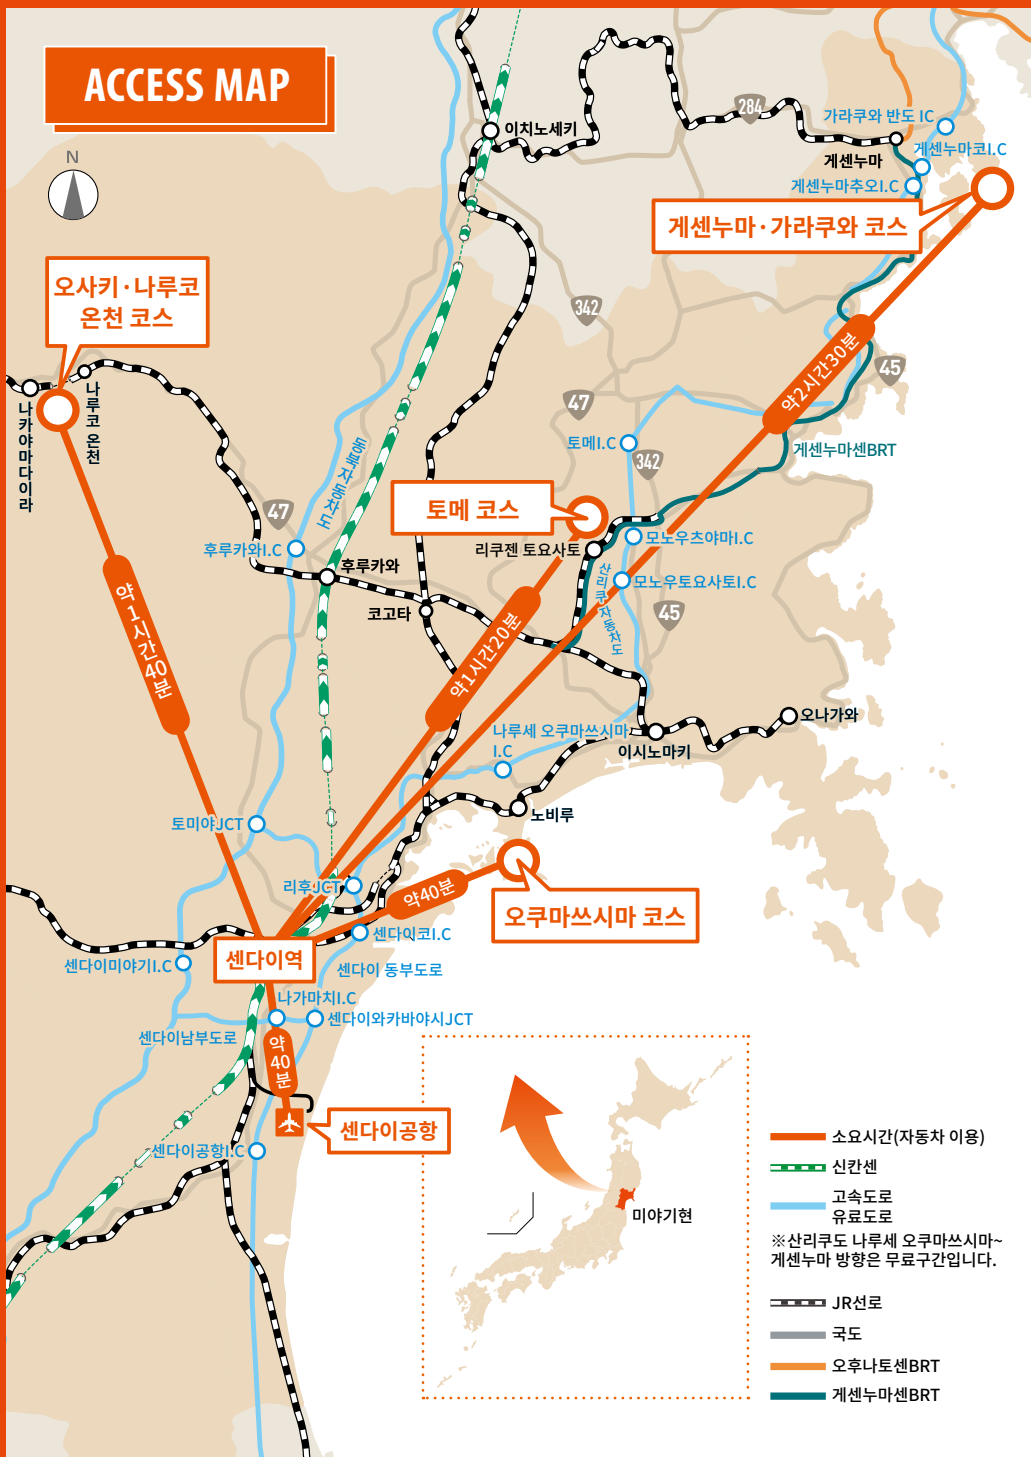 ACCESS MAP
N
이치노세키
284
가라쿠와 반도 IC
게센누마
게센누마코I.C
게센누마추오I.C
게센누마·가라쿠와 코스
오사키·나루코
온천 코스
342
나루코 온천
나카야마다이라
약2시간30분
45
47
토메I.C
342
게센누마센BRT
동북자동차도
47
토메 코스
후루카와I.C
리쿠젠 토요사토
모노우츠야마I.C
후루카와
산리쿠 자동차도
모노우토요사토I.C
코고타
45
약1시간40분
약1시간20분
나루세 오쿠마쓰시마
I.C
오나가와
이시노마키
노비루
토미야JCT
리후JCT
약40분
오쿠마쓰시마 코스
센다이코I.C
센다이역
센다이미야기I.C
센다이 동부도로
나가마치I.C
센다이와카바야시JCT
센다이남부도로
약
40
분
센다이공항
센다이공항I.C
미야기현
소요시간(자동차 이용)
신칸센
고속도로
유료도로
※산리쿠도 나루세 오쿠마쓰시마~
게센누마 방향은 무료구간입니다.
JR선로
국도
오후나토센BRT
게센누마센BRT